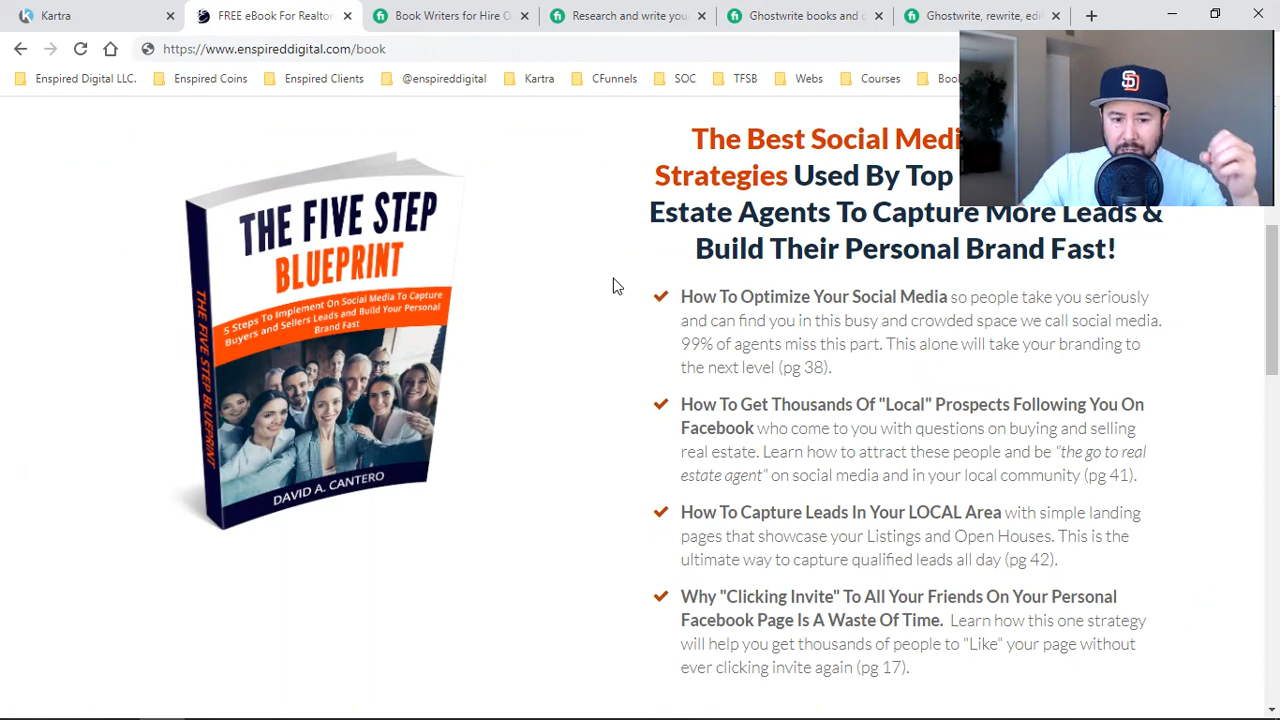 Kartra
FREE eBook For Realto
Book Writers for Hire O
Research and write you
Ghostwrite books and c
Ghostwrite, rewrite, edi
https://www.enspireddigital.com/book
Enspired Digital LLC.
Enspired Coins
Enspired Clients
@enspireddigital
Kartra
CFunnels
SOC
TFSB
Webs
Courses
Boo
The Best Social Medi
Strategies Used By Top
Estate Agents To Capture More Leads &
Build Their Personal Brand Fast!
THE FIVE STEP
BLUEPRINT
5 Steps To Implement On Social Media To Capture
Buyers and Sellers Leads and Build Your Personal
Brand Fast
THE FIVE STEP BLUEPRINT
DAVID A. CANTERO
How To Optimize Your Social Media so people take you seriously
and can find you in this busy and crowded space we call social media.
99% of agents miss this part. This alone will take your branding to
the next level (pg 38).
How To Get Thousands Of "Local" Prospects Following You On
Facebook who come to you with questions on buying and selling
real estate. Learn how to attract these people and be "the go to real
estate agent" on social media and in your local community (pg 41).
How To Capture Leads In Your LOCAL Area with simple landing
pages that showcase your Listings and Open Houses. This is the
ultimate way to capture qualified leads all day (pg 42).
Why "Clicking Invite" To All Your Friends On Your Personal
Facebook Page Is A Waste Of Time. Learn how this one strategy
will help you get thousands of people to "Like" your page without
ever clicking invite again (pg 17).
SD